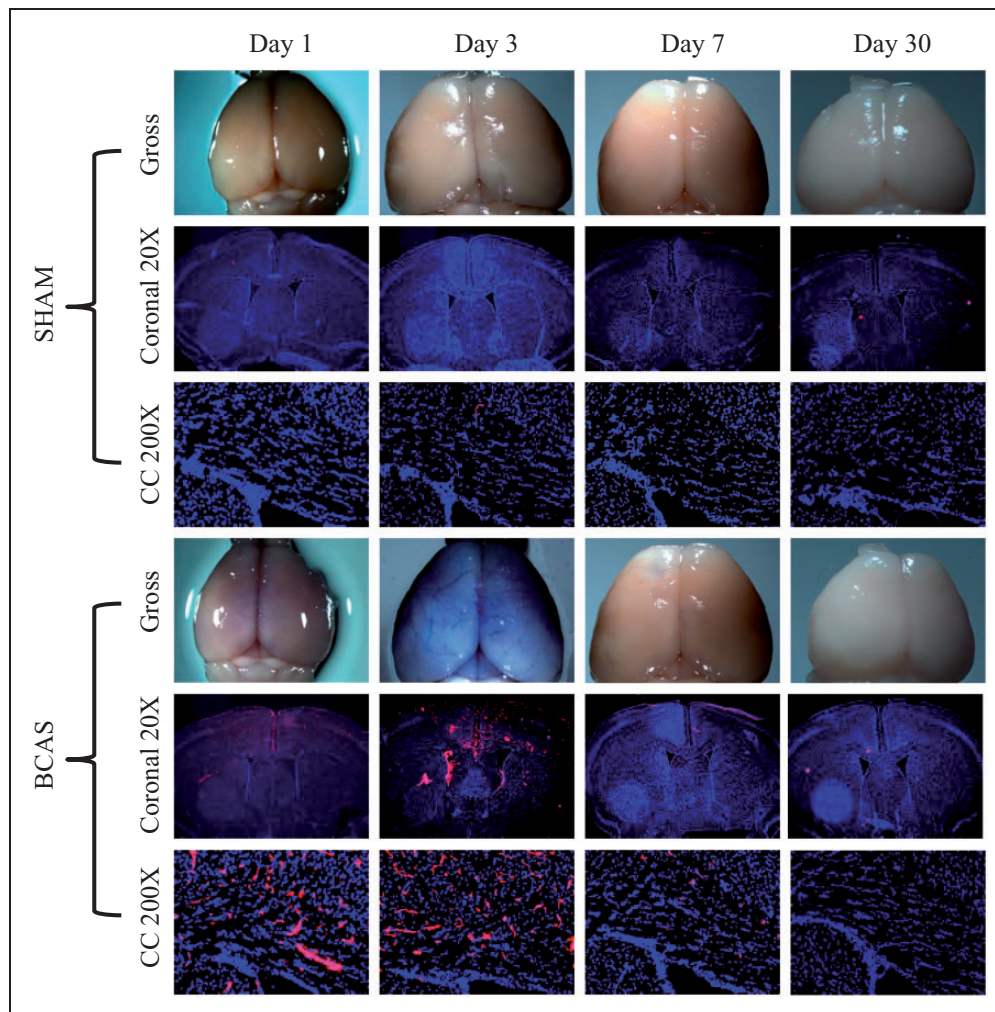 Day 1 Day 3 Day 7 Day 30
SHAM
Gross
Coronal 20X
CC 200X
BCAS
Gross
Coronal 20X
CC 200X